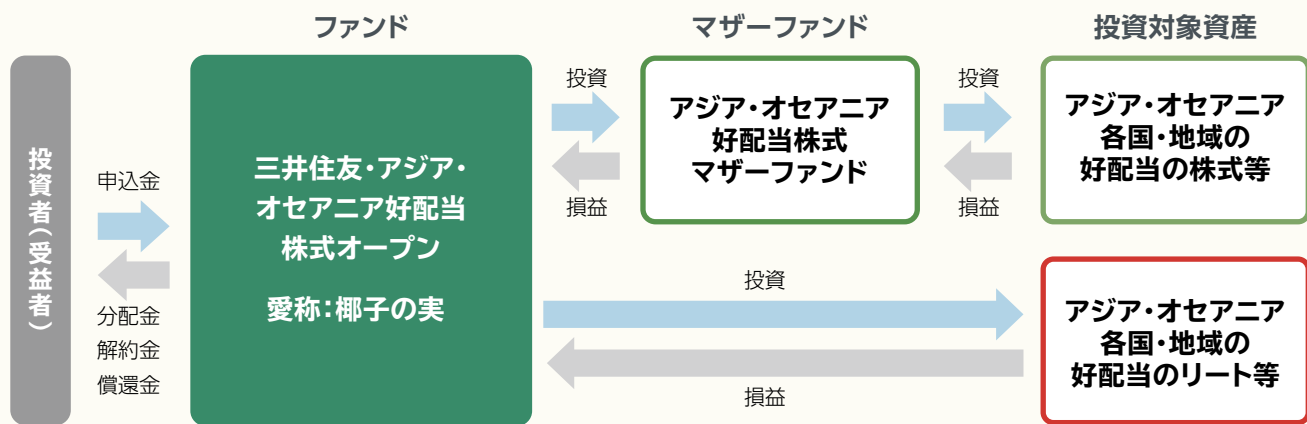 ファンド
マザーファンド
投資対象資産
投資者(受益者)
申込金
分配金
解約金
償還金
三井住友・アジア・
オセアニア好配当
株式オープン
愛称:椰子の実
投資
損益
アジア・オセアニア
好配当株式
マザーファンド
投資
損益
アジア・オセアニア
各国・地域の
好配当の株式等
投資
損益
アジア・オセアニア
各国・地域の
好配当のリート等